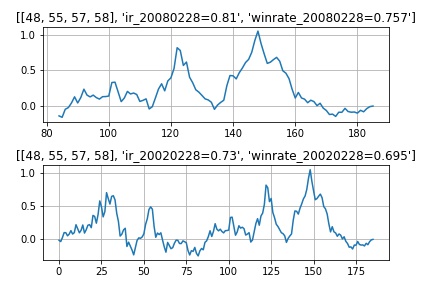 [[48, 55, 57, 58], 'ir_20080228=0.81', 'winrate_20080228=0.757']
1.0
0.5
0.0
80 100 120 140 160 180
[[48, 55, 57, 58], 'ir_20020228=0.73', 'winrate_20020228=0.695']
1.0
0.5
0.0
0 25 50 75 100 125 150 175